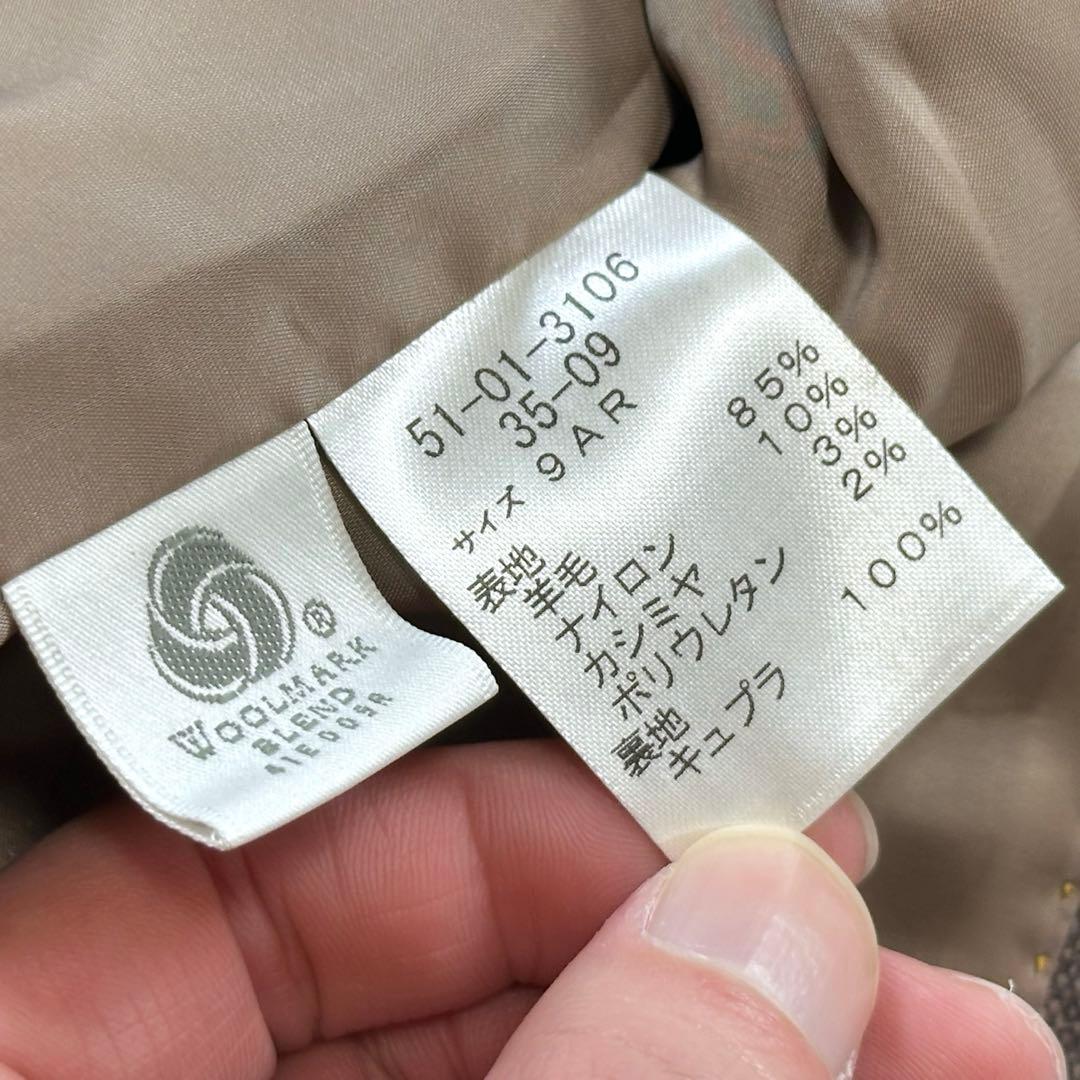 51-01-3106
35-09
サイズ 9AR
表地
羊毛 85%
ナイロン 10%
カシミヤ 3%
ポリウレタン 2%
裏地
キュプラ 100%
®
WOOLMARK
BLEND